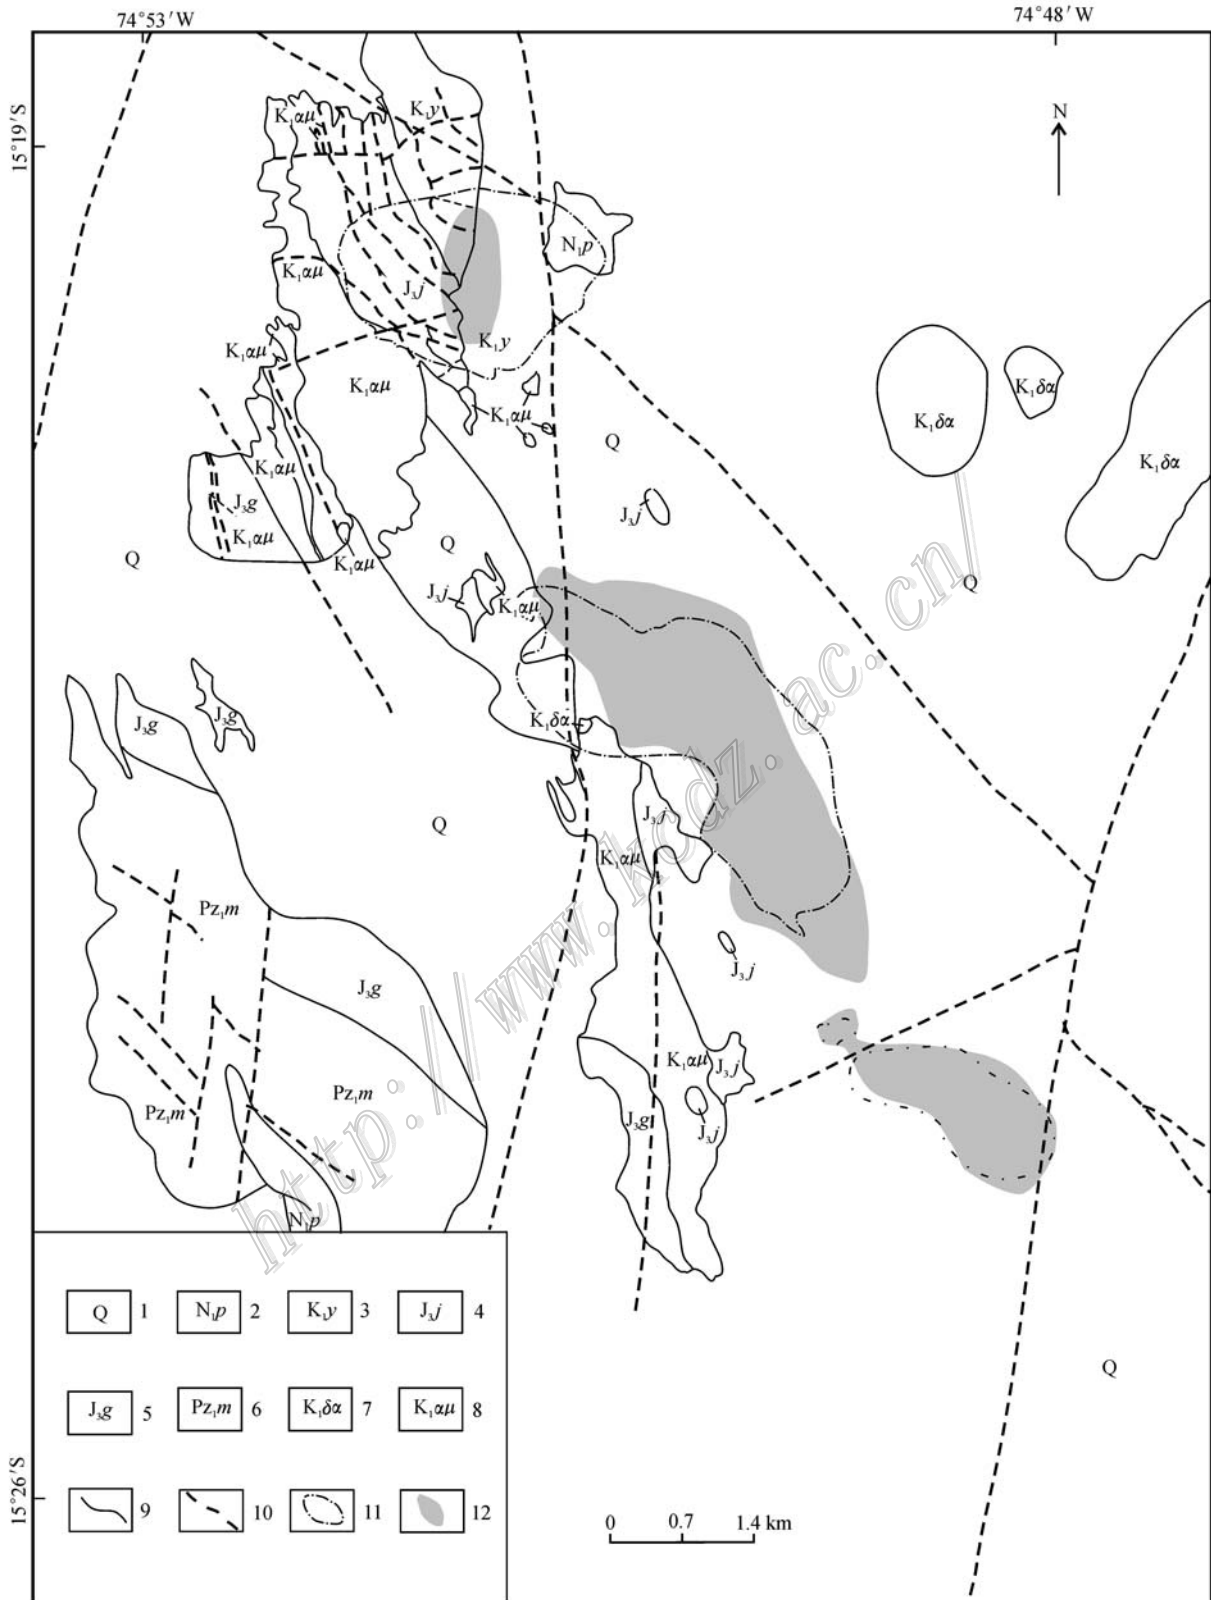 74°53′W
74°48′W
15°19′S
N
K₁αμ
K₁y
N₁p
K₁αμ
J₃j
K₁y
K₁αμ
K₁αμ
K₁αμ
K₁δα
K₁δα
K₁δα
Q
K₁αμ
J₃g
K₁αμ
J₃j
Q
Q
K₁αμ
Q
J₃j
K₁αμ
J₃g
J₃g
K₁δα
Q
J₃j
K₁αμ
Pz₁m
J₃g
J₃j
K₁αμ
J₃j
Pz₁m
Pz₁m
J₃g
J₃j
N₁p
http://www.kcdz.ac.cn/
Q 1 N₁p 2 K₁y 3 J₃j 4
Q
J₃g 5 Pz₁m 6 K₁δα 7 K₁αμ 8
15°26′S
9 10 11 12
0 0.7 1.4 km